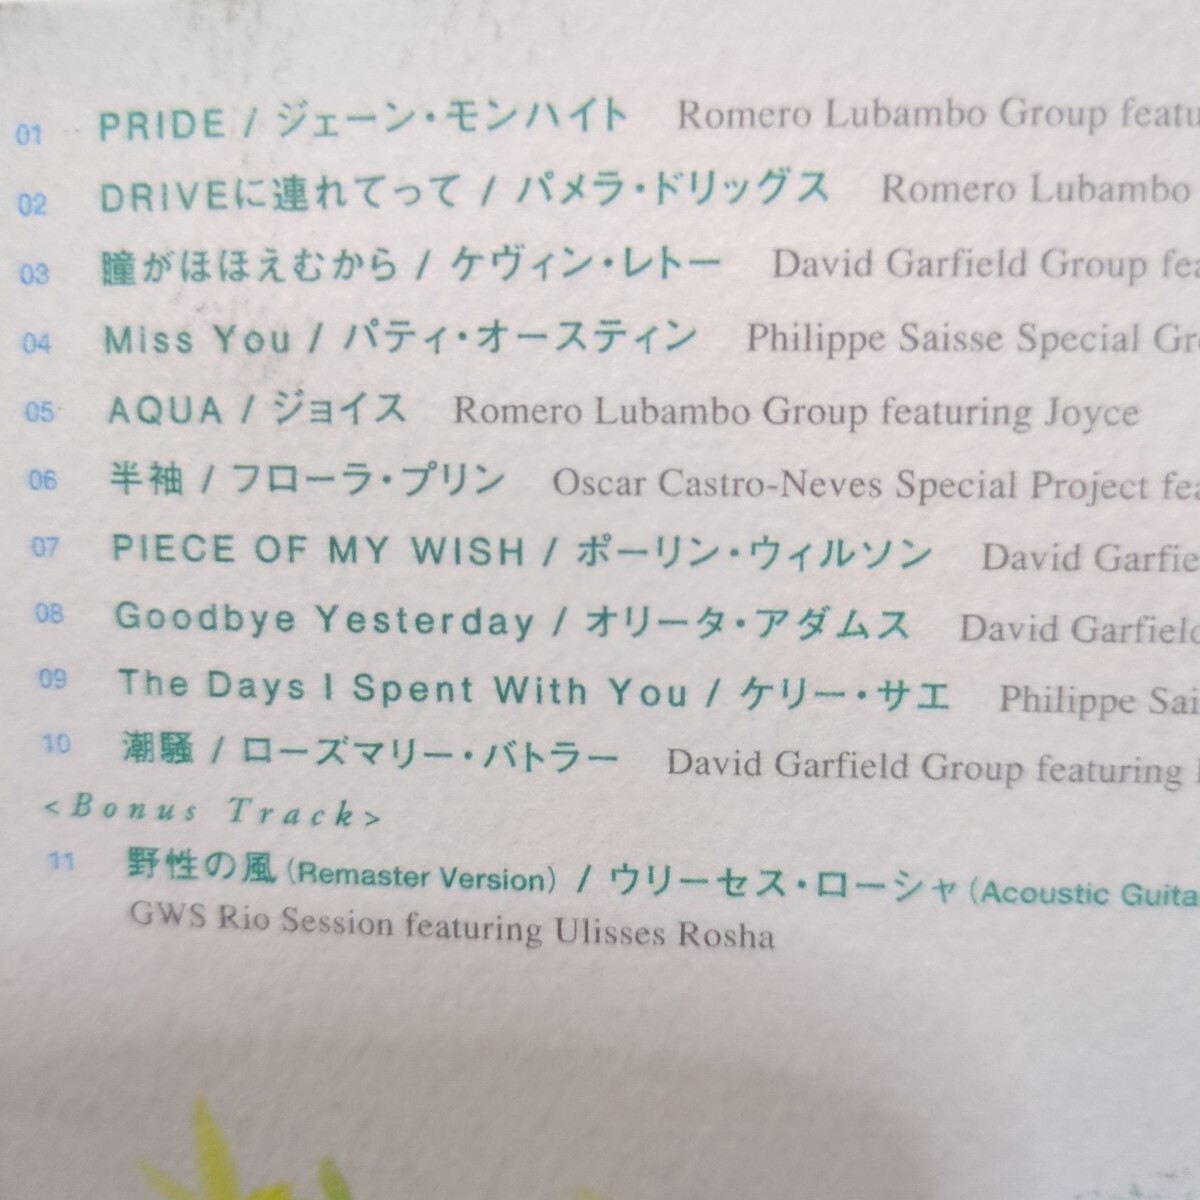 01 PRIDE / ジェーン・モンハイト Romero Lubambo Group featu
02 DRIVEに連れてって / パメラ・ドリッグス Romero Lubambo
03 瞳がほほえむから / ケヴィン・レトー David Garfield Group fea
04 Miss You / パティ・オースティン Philippe Saisse Special Gr
05 AQUA / ジョイス Romero Lubambo Group featuring Joyce
06 半袖 / フローラ・プリン Oscar Castro-Neves Special Project fea
07 PIECE OF MY WISH / ポーリン・ウィルソン David Garfie
08 Goodbye Yesterday / オリータ・アダムス David Garfield
09 The Days I Spent With You / ケリー・サエ Philippe Sai
10 潮騒 / ローズマリー・バトラー David Garfield Group featuring
<Bonus Track>
11 野性の風 (Remaster Version) / ウリーセス・ローシャ (Acoustic Guita
GWS Rio Session featuring Ulisses Rosha